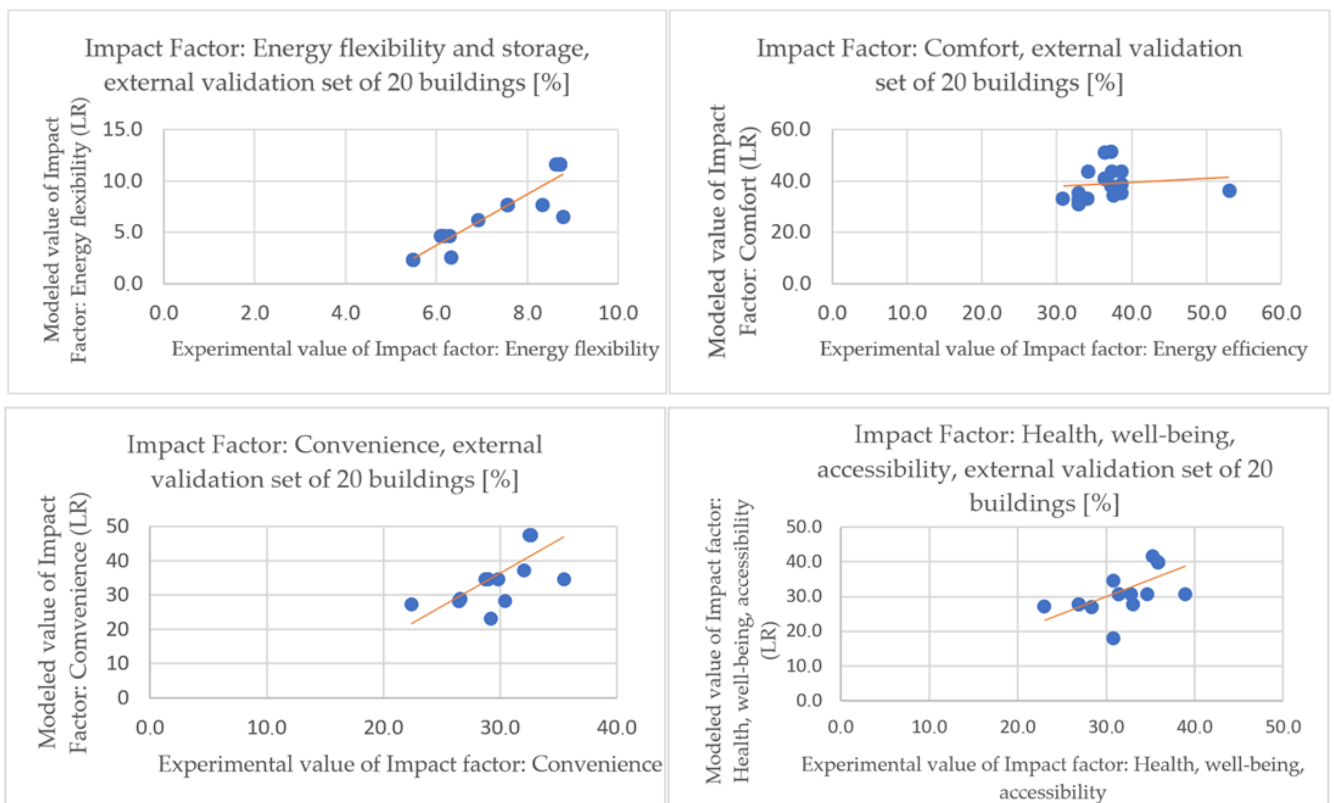 Impact Factor: Energy flexibility and storage,
external validation set of 20 buildings [%]
Modeled value of Impact
Factor: Energy flexibility (LR)
15.0
10.0
5.0
0.0
0.0 2.0 4.0 6.0 8.0 10.0
Experimental value of Impact factor: Energy flexibility
Impact Factor: Comfort, external validation
set of 20 buildings [%]
Modeled value of Impact
Factor: Comfort (LR)
60.0
40.0
20.0
0.0
0.0 10.0 20.0 30.0 40.0 50.0 60.0
Experimental value of Impact factor: Energy efficiency
Impact Factor: Convenience, external
validation set of 20 buildings [%]
Modeled value of Impact
Factor: Comvenience (LR)
50
40
30
20
10
0
0.0 10.0 20.0 30.0 40.0
Experimental value of Impact factor: Convenience
Impact Factor: Health, well-being,
accessibility, external validation set of 20
buildings [%]
Modeled value of Impact factor:
Health, well-being, accessibility
(LR)
50.0
40.0
30.0
20.0
10.0
0.0
0.0 10.0 20.0 30.0 40.0 50.0
Experimental value of Impact factor: Health, well-being,
accessibility